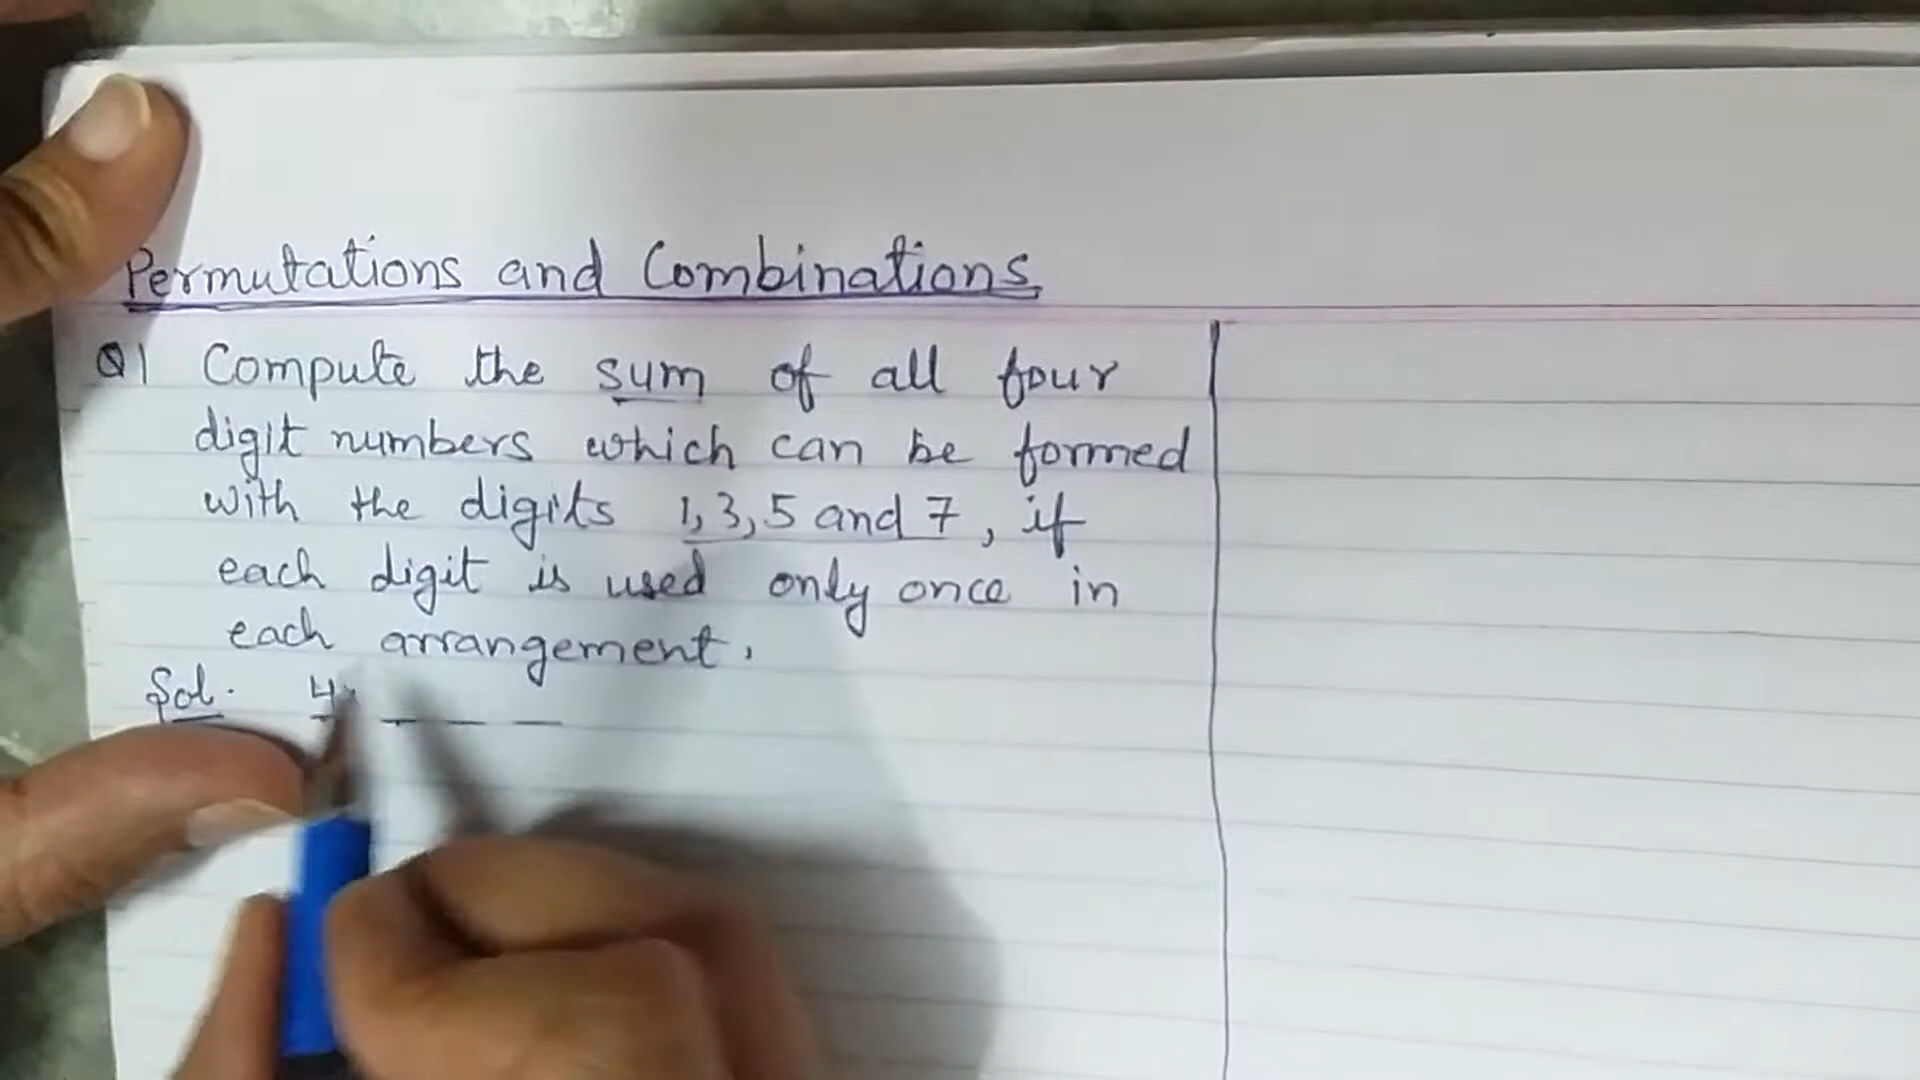 Permutations and Combinations
Q1 Compute the sum of all four
digit numbers which can be formed
with the digits 1, 3, 5 and 7, if
each digit is used only once in
each arrangement.
Sol. 4x